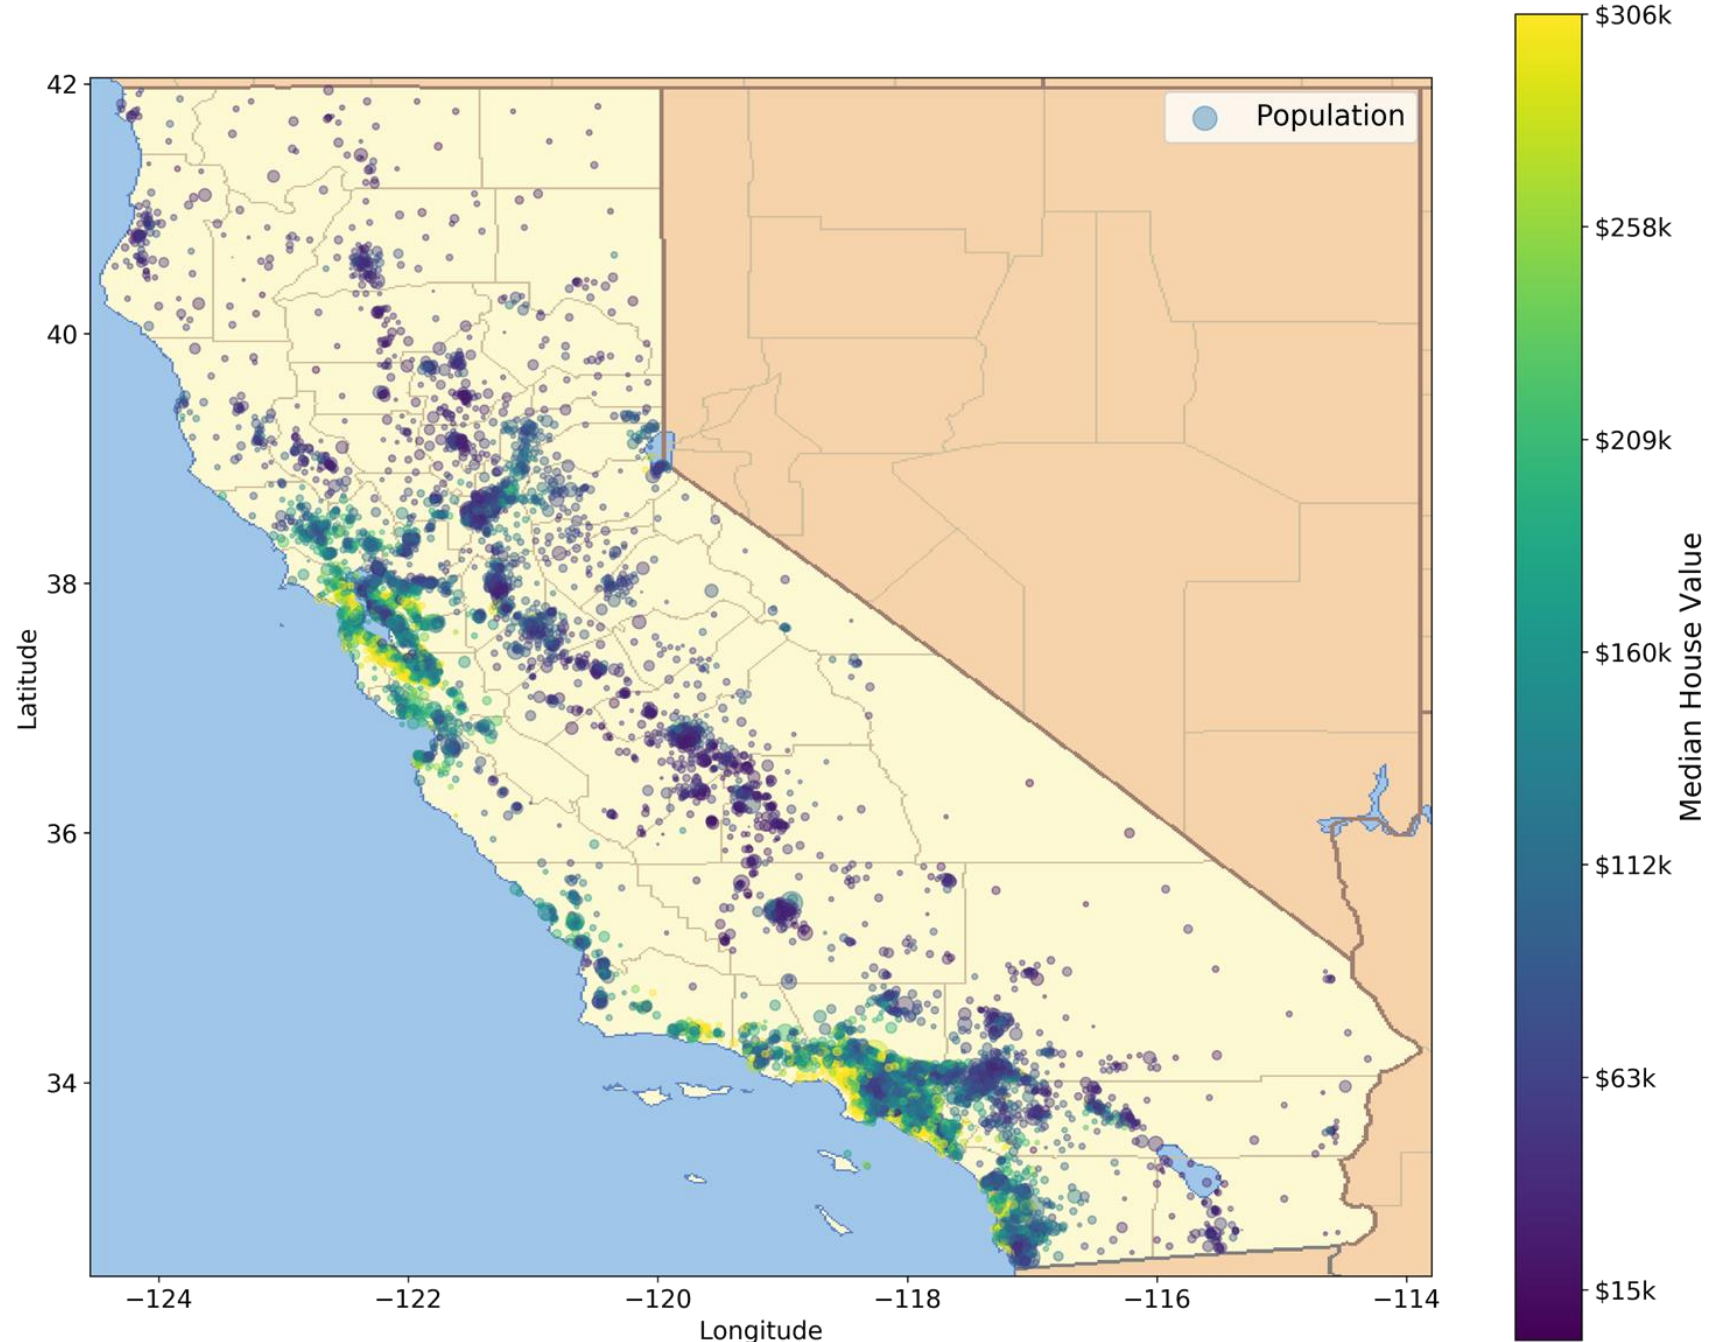 $306k
42
Population
$258k
$209k
40
$160k
38
Latitude
Median House Value
$112k
36
$63k
34
$15k
−124
−122
−120
−118
−116
−114
Longitude